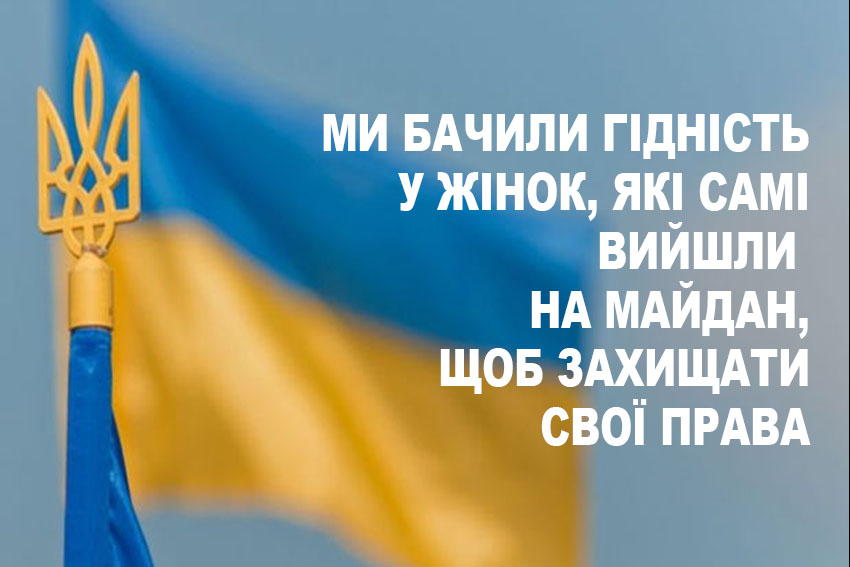 МИ БАЧИЛИ ГІДНІСТЬ
У ЖІНОК, ЯКІ САМІ
ВИЙШЛИ
НА МАЙДАН,
ЩОБ ЗАХИЩАТИ
СВОЇ ПРАВА